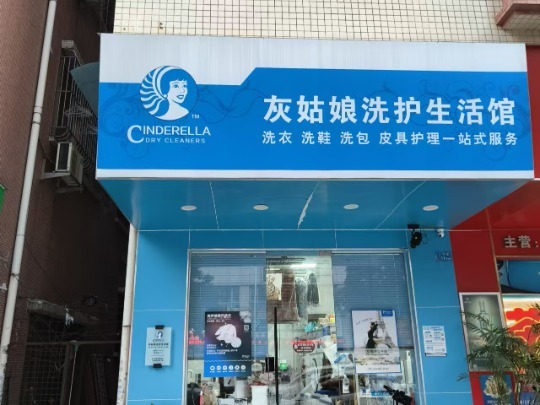 灰姑娘洗护生活馆
洗衣 洗鞋 洗包 皮具护理一站式服务
TM
CINDERELLA
DRY CLEANERS
主营: